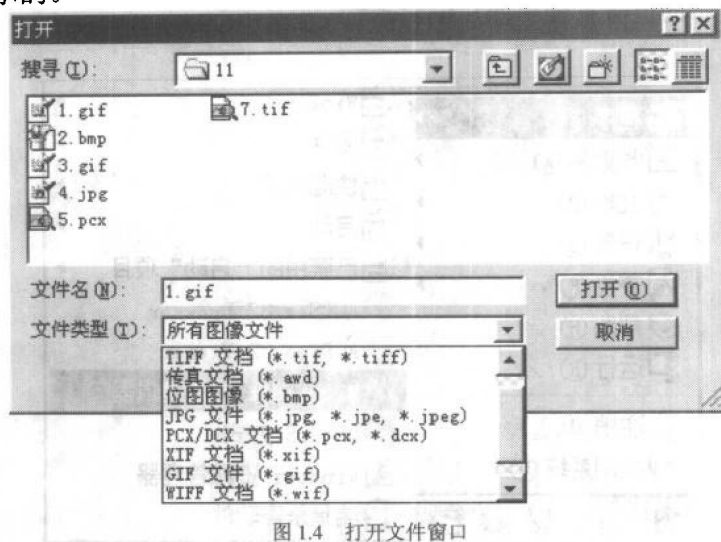 打开
搜寻(I): 11
1.gif
2.bmp
3.gif
4.jpg
5.pcx
7.tif
文件名(N): 1.gif 打开(O)
文件类型(T): 所有图像文件 取消
TIFF 文档 (*.tif, *.tiff)
传真文档 (*.awd)
位图图像 (*.bmp)
JPG 文件 (*.jpg, *.jpe, *.jpeg)
PCX/DCX 文档 (*.pcx, *.dcx)
XIF 文档 (*.xif)
GIF 文件 (*.gif)
WIFF 文档 (*.wif)
图 1.4 打开文件窗口